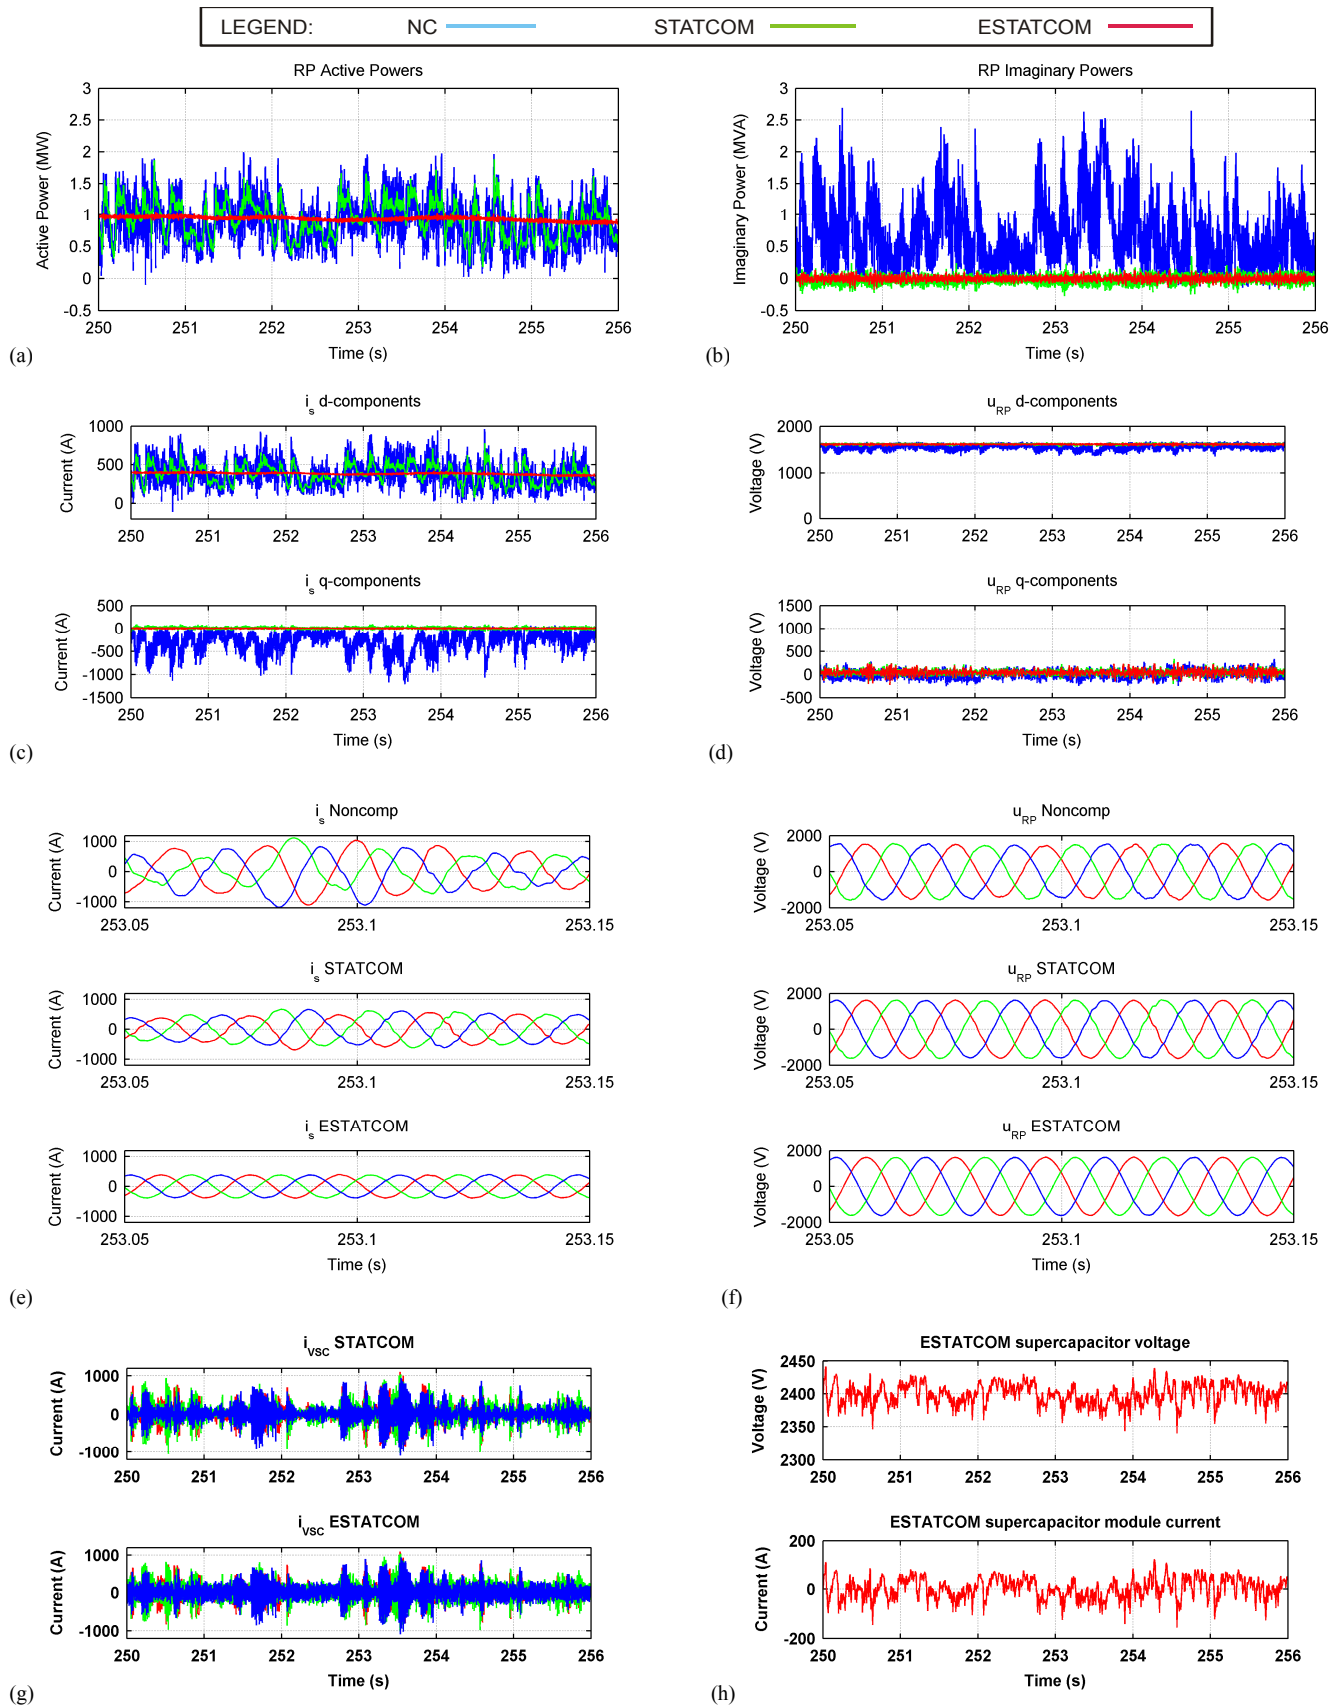 LEGEND: NC STATCOM ESTATCOM
RP Active Powers
Active Power (MW)
3
2.5
2
1.5
1
0.5
0
-0.5
250 251 252 253 254 255 256
Time (s)
(a)
RP Imaginary Powers
Imaginary Power (MVA)
3
2.5
2
1.5
1
0.5
0
-0.5
250 251 252 253 254 255 256
Time (s)
(b)
i_s d-components
Current (A)
1000
500
0
250 251 252 253 254 255 256
i_s q-components
Current (A)
500
0
-500
-1000
-1500
250 251 252 253 254 255 256
Time (s)
(c)
u_RP d-components
Voltage (V)
2000
1000
0
250 251 252 253 254 255 256
u_RP q-components
Voltage (V)
1500
1000
500
0
-500
250 251 252 253 254 255 256
Time (s)
(d)
i_s Noncomp
Current (A)
1000
0
-1000
253.05 253.1 253.15
i_s STATCOM
Current (A)
1000
0
-1000
253.05 253.1 253.15
i_s ESTATCOM
Current (A)
1000
0
-1000
253.05 253.1 253.15
Time (s)
(e)
u_RP Noncomp
Voltage (V)
2000
0
-2000
253.05 253.1 253.15
u_RP STATCOM
Voltage (V)
2000
0
-2000
253.05 253.1 253.15
u_RP ESTATCOM
Voltage (V)
2000
0
-2000
253.05 253.1 253.15
Time (s)
(f)
i_VSC STATCOM
Current (A)
1000
0
-1000
250 251 252 253 254 255 256
i_VSC ESTATCOM
Current (A)
1000
0
-1000
250 251 252 253 254 255 256
Time (s)
(g)
ESTATCOM supercapacitor voltage
Voltage (V)
2450
2400
2350
2300
250 251 252 253 254 255 256
ESTATCOM supercapacitor module current
Current (A)
200
0
-200
250 251 252 253 254 255 256
Time (s)
(h)